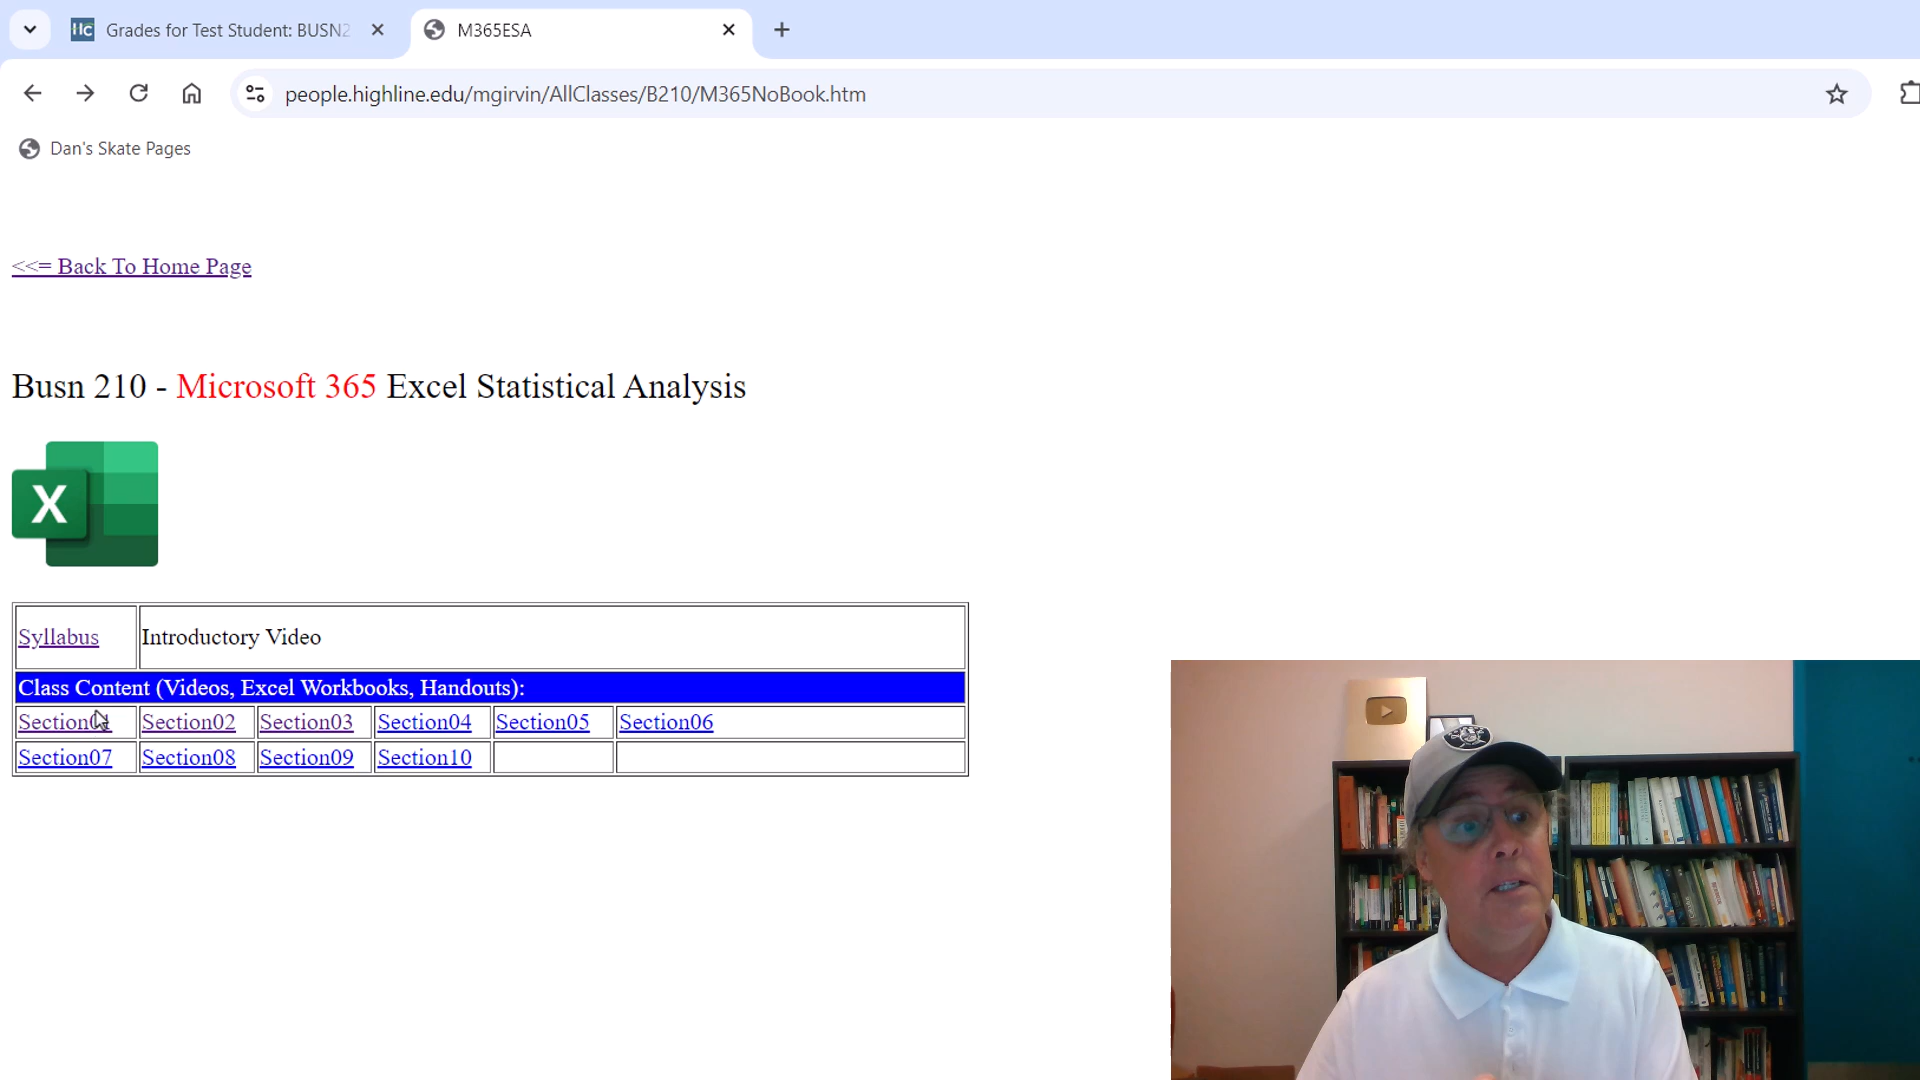 Grades for Test Student: BUSN2
M365ESA
people.highline.edu/mgirvin/AllClasses/B210/M365NoBook.htm
Dan's Skate Pages
<<= Back To Home Page
Busn 210 - Microsoft 365 Excel Statistical Analysis
X
Syllabus Introductory Video
Class Content (Videos, Excel Workbooks, Handouts):
Section01 Section02 Section03 Section04 Section05 Section06
Section07 Section08 Section09 Section10